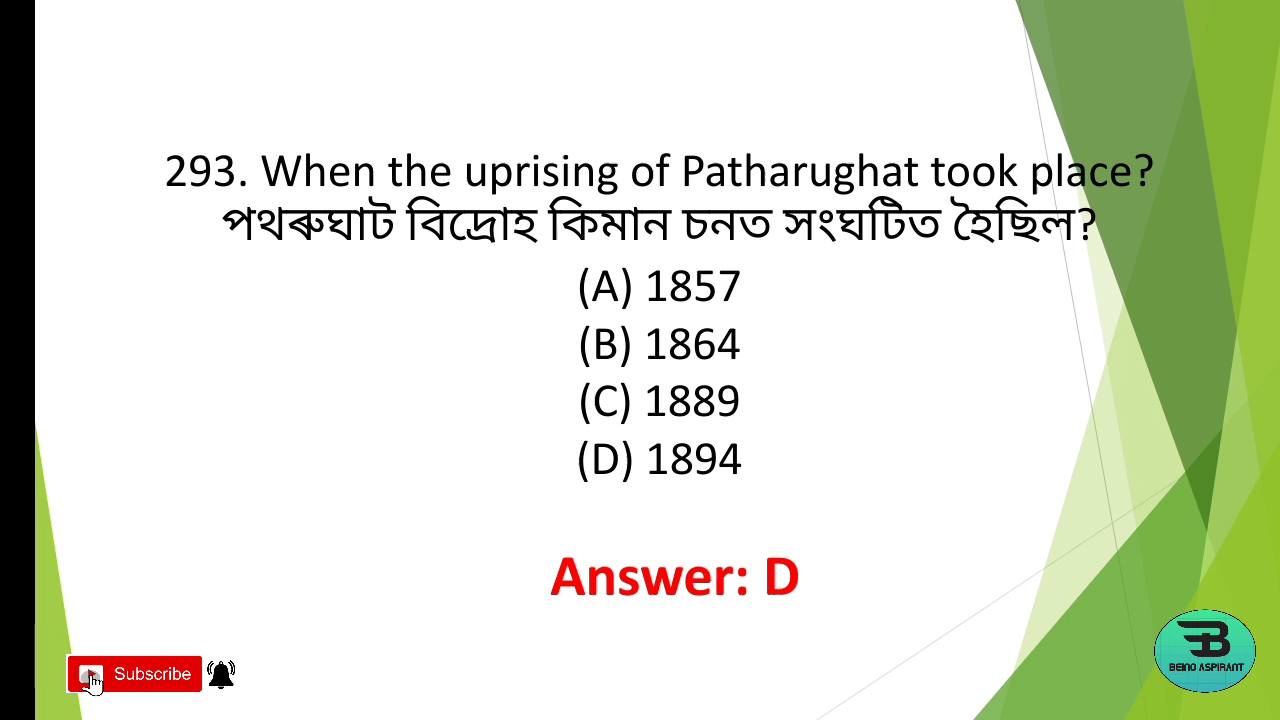 293. When the uprising of Patharughat took place?
পথৰুঘাট বিদ্ৰোহ কিমান চনত সংঘটিত হৈছিল?
(A) 1857
(B) 1864
(C) 1889
(D) 1894
Answer: D
Subscribe
BEING ASPIRANT